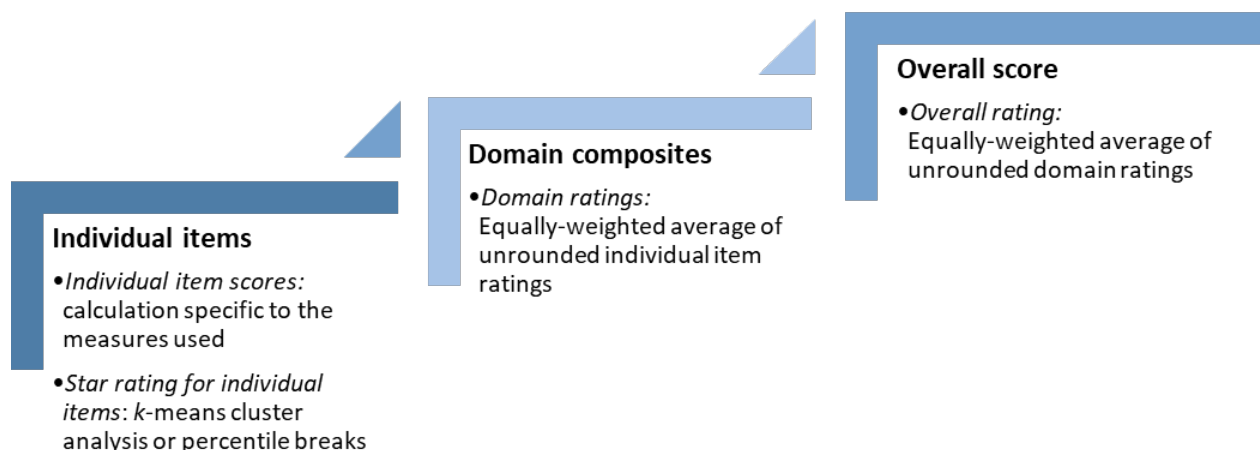 Individual items
•Individual item scores:
calculation specific to the
measures used
•Star rating for individual
items: k-means cluster
analysis or percentile breaks
Domain composites
•Domain ratings:
Equally-weighted average of
unrounded individual item
ratings
Overall score
•Overall rating:
Equally-weighted average of
unrounded domain ratings